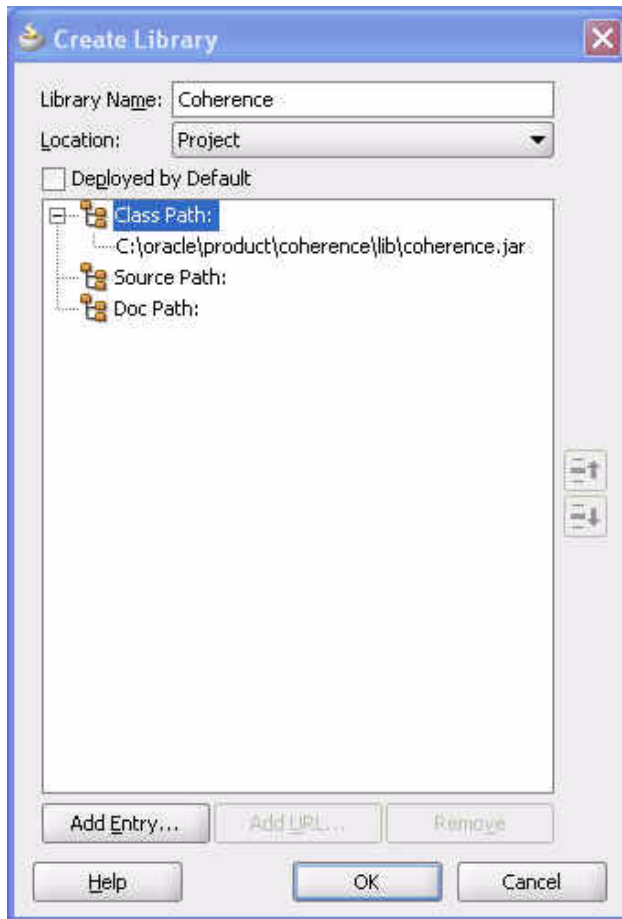 Create Library
Library Name: Coherence
Location: Project
Deployed by Default
Class Path:
C:\oracle\product\coherence\lib\coherence.jar
Source Path:
Doc Path:
Add Entry... Add URL... Remove
Help OK Cancel